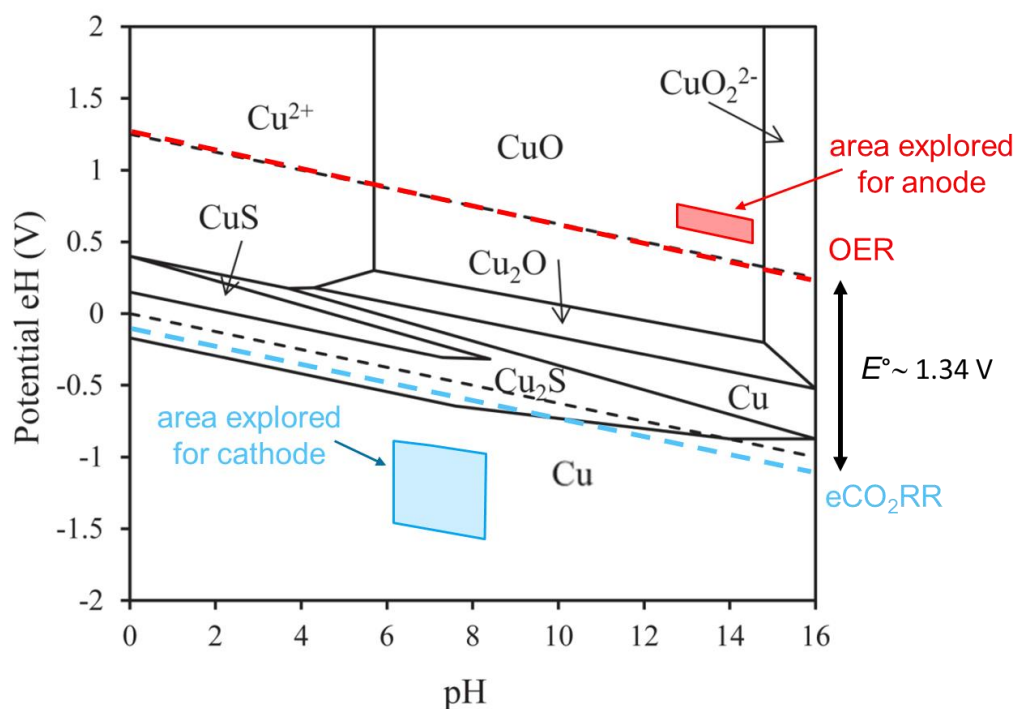 2
1.5
1
0.5
0
-0.5
-1
-1.5
-2
Potential eH (V)
0
2
4
6
8
10
12
14
16
pH
Cu²⁺
CuO
CuO₂²⁻
area explored
for anode
CuS
Cu₂O
OER
E°~ 1.34 V
Cu₂S
Cu
area explored
for cathode
Cu
eCO₂RR